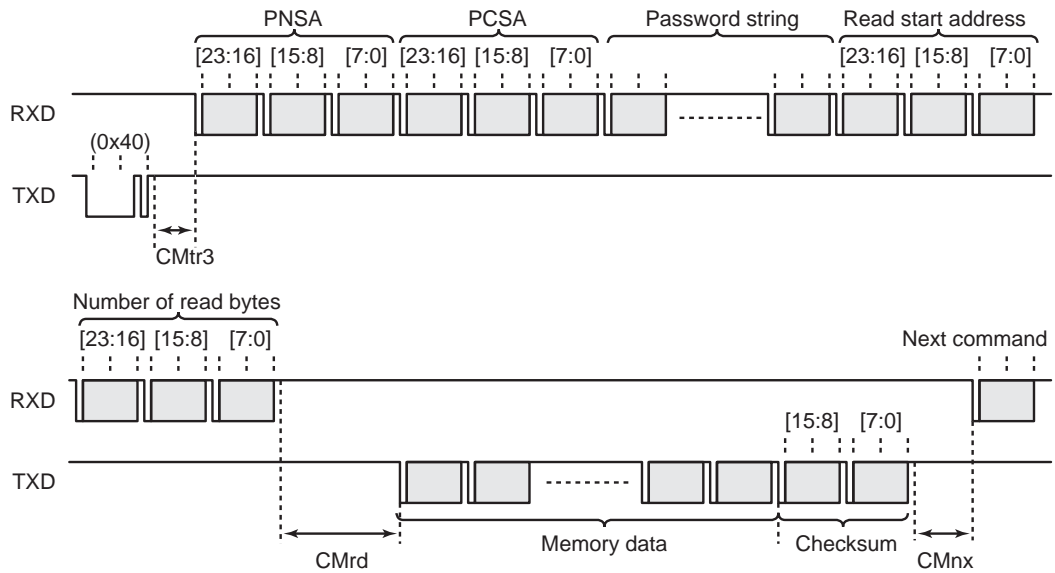 PNSA PCSA Password string Read start address
[23:16] [15:8] [7:0] [23:16] [15:8] [7:0] [23:16] [15:8] [7:0]
RXD
(0x40)
TXD
CMtr3
Number of read bytes
[23:16] [15:8] [7:0] Next command
RXD
[15:8] [7:0]
TXD
CMrd Memory data Checksum CMnx